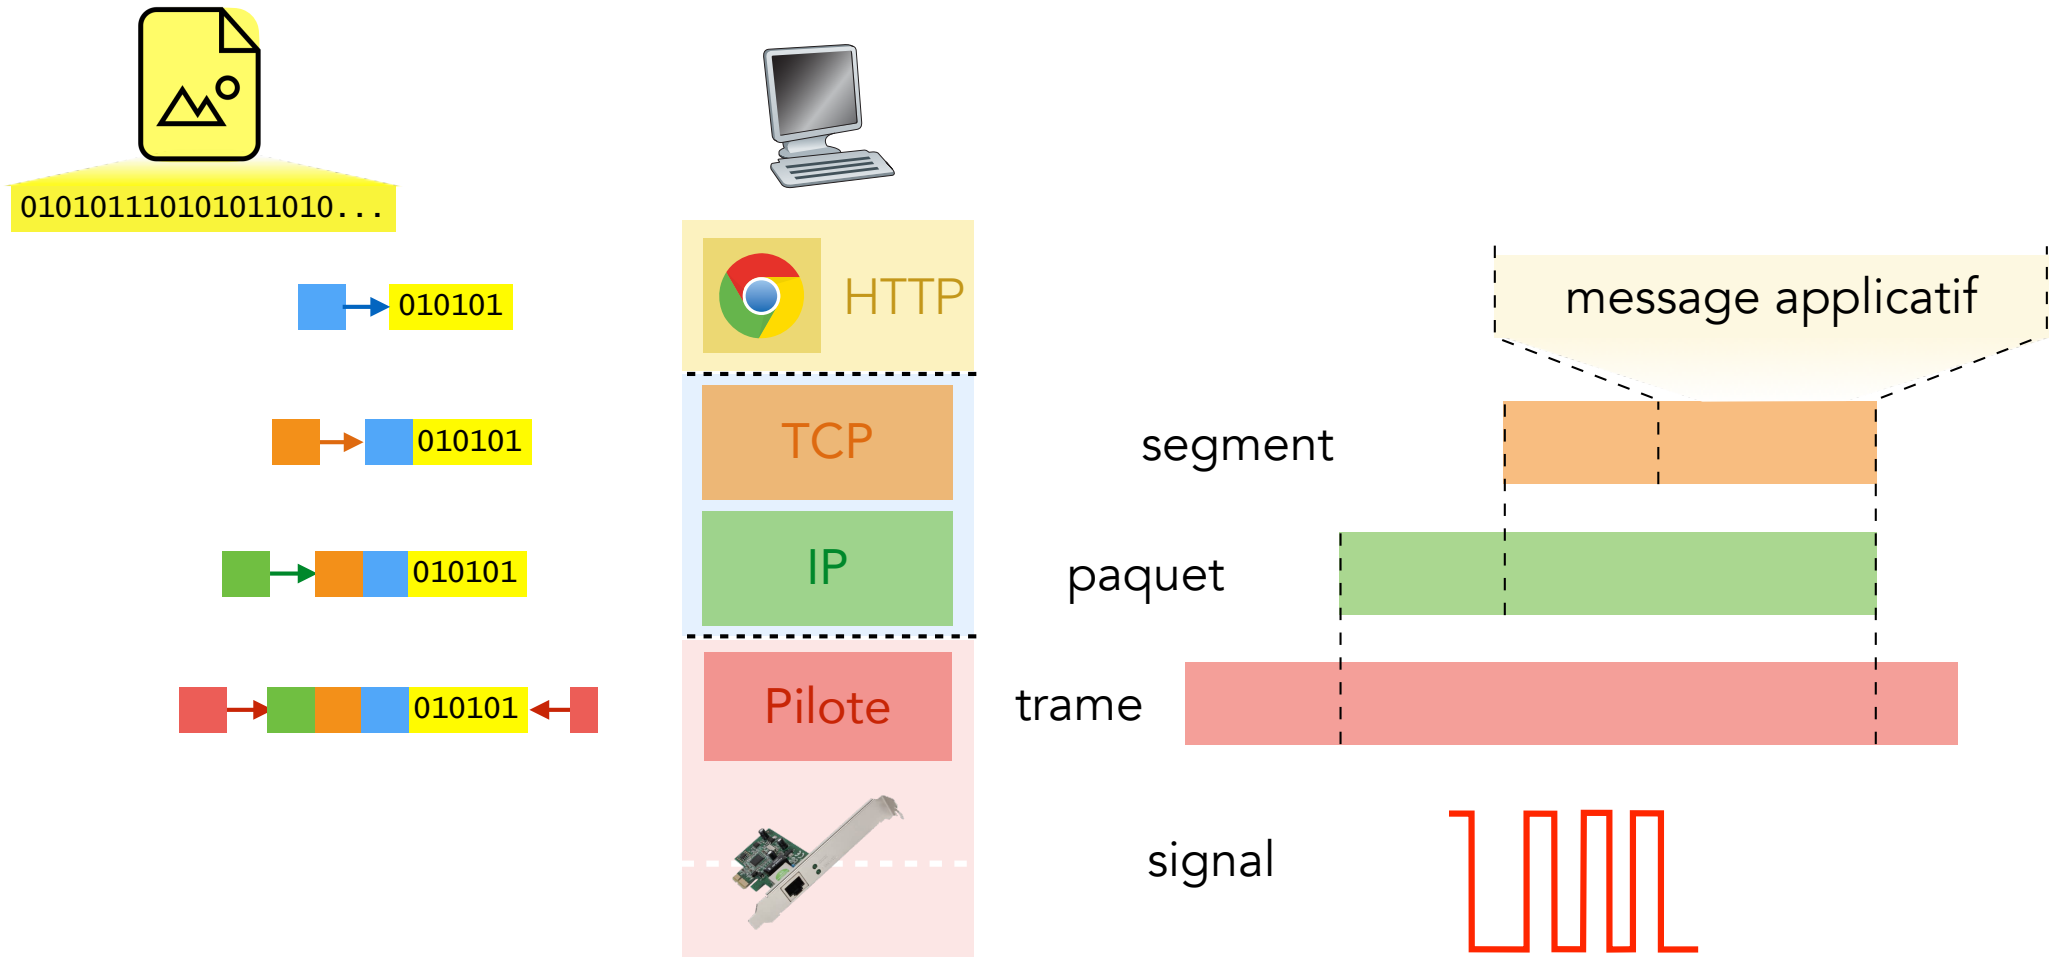 010101110101011010...
010101
HTTP
message applicatif
010101
TCP
segment
010101
IP
paquet
010101
Pilote
trame
signal